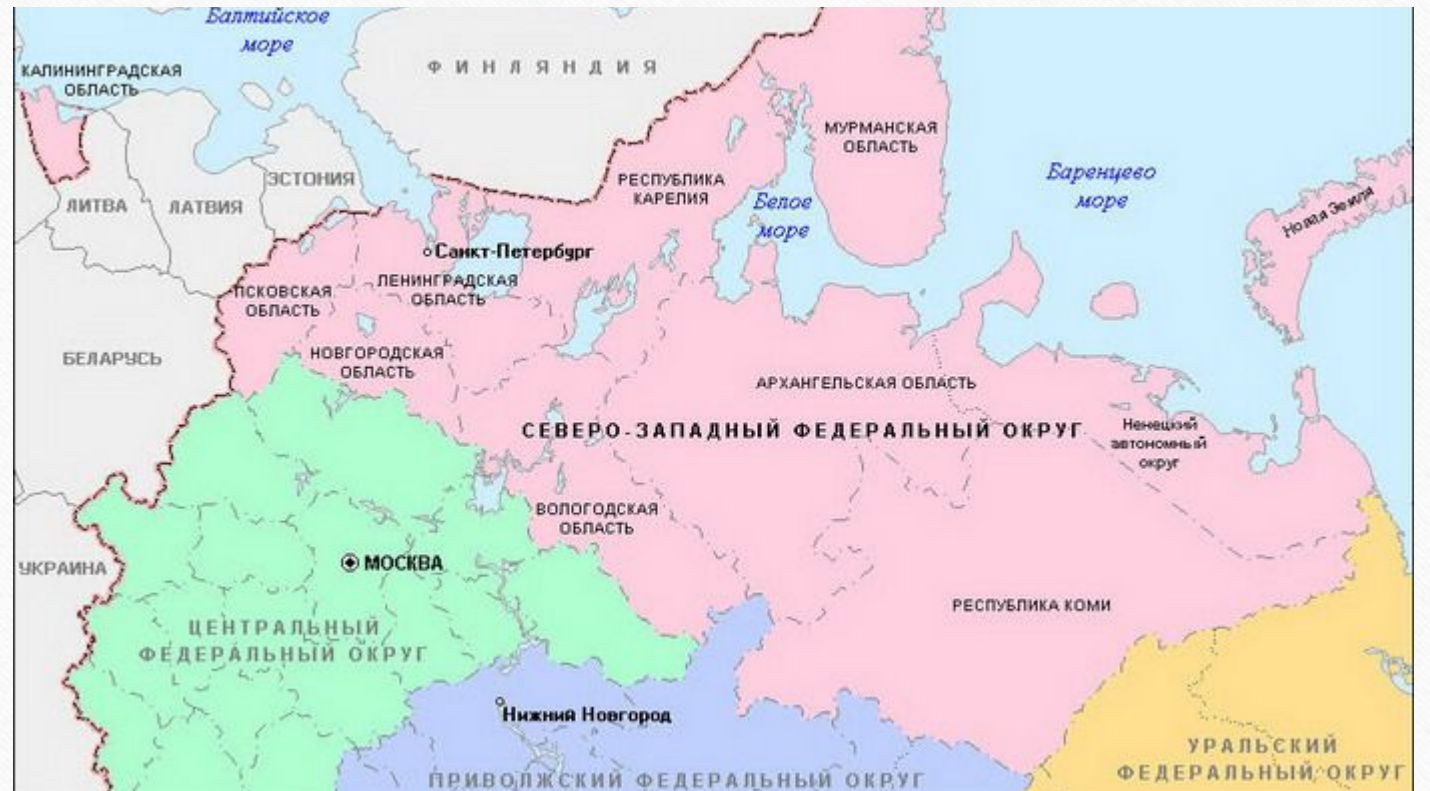 Балтийское
море
КАЛИНИНГРАДСКАЯ
ОБЛАСТЬ
ФИНЛЯНДИЯ
МУРМАНСКАЯ
ОБЛАСТЬ
ЭСТОНИЯ
РЕСПУБЛИКА
КАРЕЛИЯ
Баренцево
море
ЛИТВА
ЛАТВИЯ
Белое
море
Новая Земля
Санкт-Петербург
ПСКОВСКАЯ
ОБЛАСТЬ
ЛЕНИНГРАДСКАЯ
ОБЛАСТЬ
БЕЛАРУСЬ
НОВГОРОДСКАЯ
ОБЛАСТЬ
АРХАНГЕЛЬСКАЯ ОБЛАСТЬ
СЕВЕРО-ЗАПАДНЫЙ ФЕДЕРАЛЬНЫЙ ОКРУГ
Ненецкий
автономный
округ
ВОЛОГОДСКАЯ
ОБЛАСТЬ
УКРАИНА
МОСКВА
РЕСПУБЛИКА КОМИ
ЦЕНТРАЛЬНЫЙ
ФЕДЕРАЛЬНЫЙ ОКРУГ
Нижний Новгород
УРАЛЬСКИЙ
ФЕДЕРАЛЬНЫЙ ОКРУГ
ПРИВОЛЖСКИЙ ФЕДЕРАЛЬНЫЙ ОКРУГ